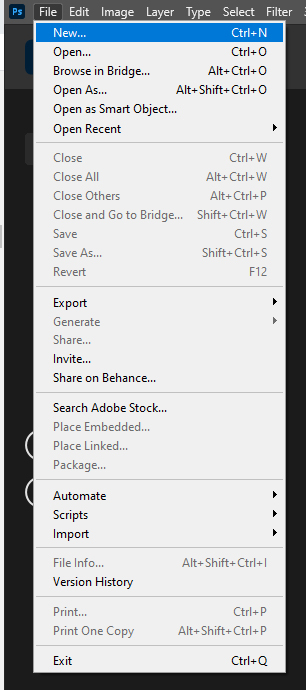 Ps File Edit Image Layer Type Select Filter
New... Ctrl+N
Open... Ctrl+O
Browse in Bridge... Alt+Ctrl+O
Open As... Alt+Shift+Ctrl+O
Open as Smart Object...
Open Recent
Close Ctrl+W
Close All Alt+Ctrl+W
Close Others Alt+Ctrl+P
Close and Go to Bridge... Shift+Ctrl+W
Save Ctrl+S
Save As... Shift+Ctrl+S
Revert F12
Export
Generate
Share...
Invite...
Share on Behance...
Search Adobe Stock...
Place Embedded...
Place Linked...
Package...
Automate
Scripts
Import
File Info... Alt+Shift+Ctrl+I
Version History
Print... Ctrl+P
Print One Copy Alt+Shift+Ctrl+P
Exit Ctrl+Q